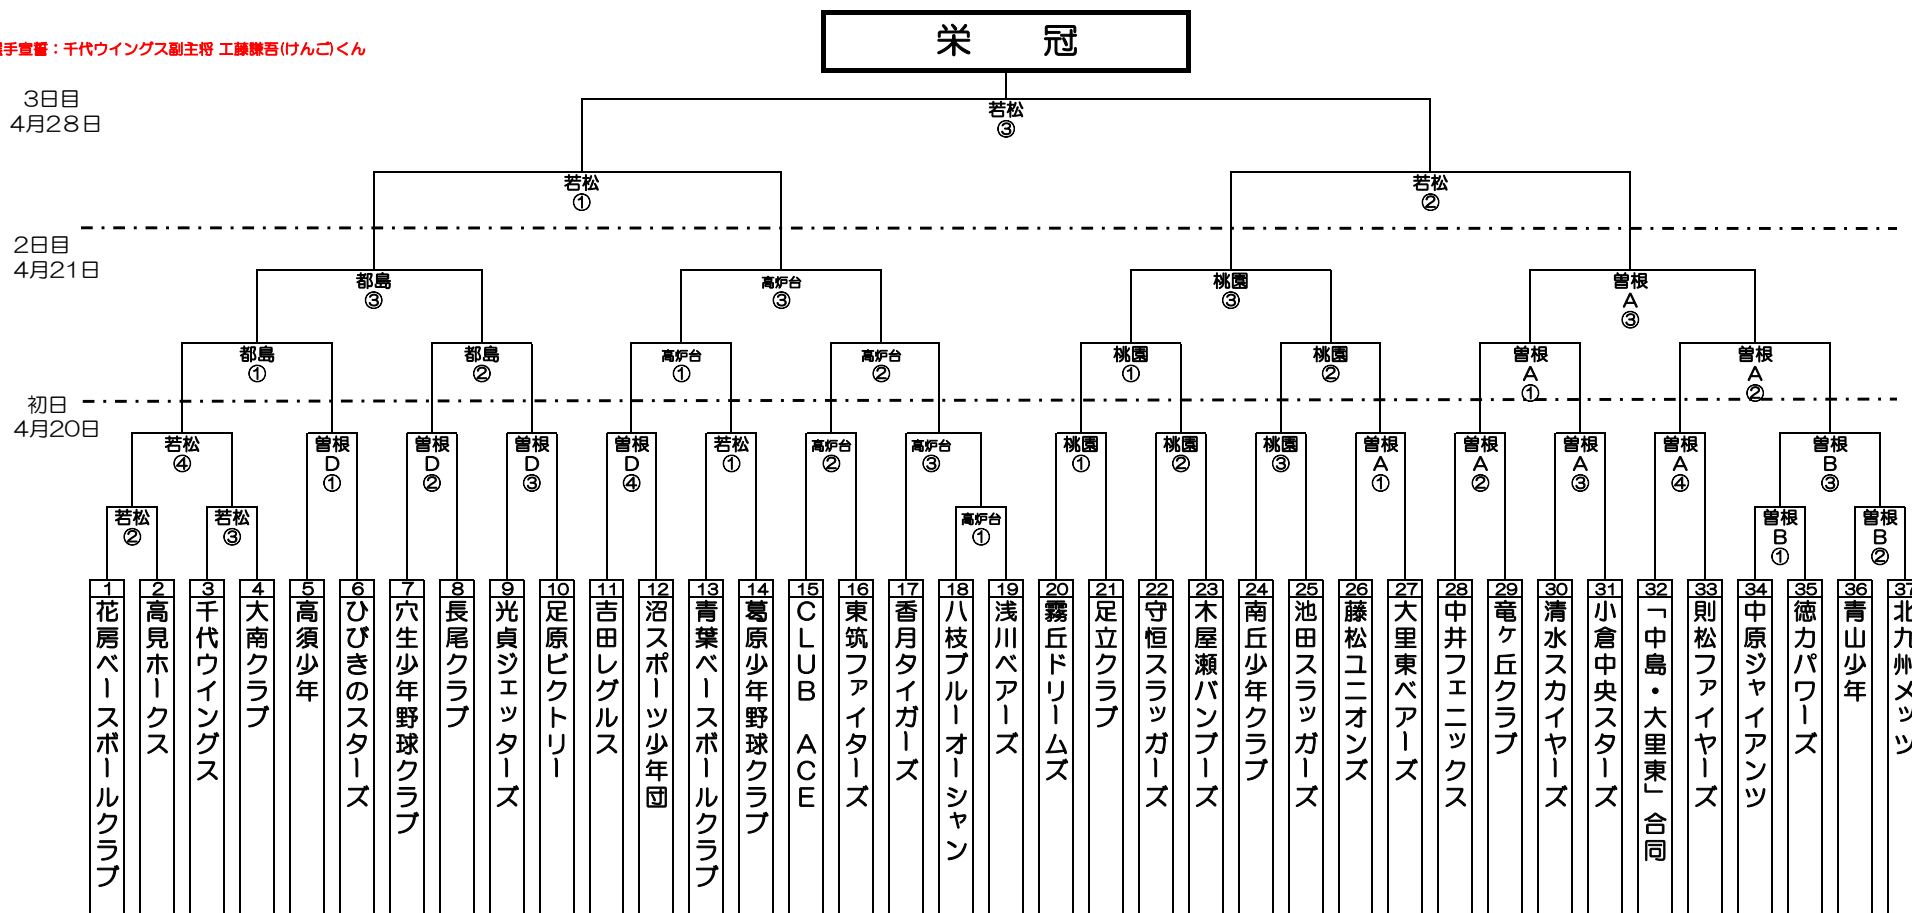 栄 冠
手宣誓：千代ウイングス副主将 工藤謙吾(けんご)くん
3日目
4月28日
若松
③
若松
①
若松
②
2日目
4月21日
都島
③
高炉台
③
桃園
③
曽根
A
③
都島
①
都島
②
高炉台
①
高炉台
②
桃園
①
桃園
②
曽根
A
①
曽根
A
②
初日
4月20日
若松
④
曽根
D
①
曽根
D
②
曽根
D
③
曽根
D
④
若松
①
高炉台
②
高炉台
③
桃園
①
桃園
②
桃園
③
曽根
A
①
曽根
A
②
曽根
A
③
曽根
A
④
曽根
B
③
若松
②
若松
③
高炉台
①
曽根
B
①
曽根
B
②
1
花房ベースボールクラブ
2
高見ホークス
3
千代ウイングス
4
大南クラブ
5
高須少年
6
ひびきのスターズ
7
穴生少年野球クラブ
8
長尾クラブ
9
光貞ジェッターズ
10
足原ビクトリー
11
吉田レグルス
12
沼スポーツ少年団
13
青葉ベースボールクラブ
14
葛原少年野球クラブ
15
CLUB ACE
16
東筑ファイターズ
17
香月タイガーズ
18
八枝ブルーオーシャン
19
浅川ベアーズ
20
霧丘ドリームズ
21
足立クラブ
22
守恒スラッガーズ
23
木屋瀬バンブーズ
24
南丘少年クラブ
25
池田スラッガーズ
26
藤松ユニオンズ
27
大里東ベアーズ
28
中井フェニックス
29
竜ヶ丘クラブ
30
清水スカイヤーズ
31
小倉中央スターズ
32
「中島・大里東」合同
33
則松ファイヤーズ
34
中原ジャイアンツ
35
徳力パワーズ
36
青山少年
37
北九州メッツ